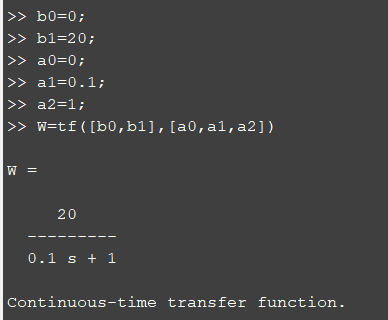 >> b0=0;
>> b1=20;
>> a0=0;
>> a1=0.1;
>> a2=1;
>> W=tf([b0,b1],[a0,a1,a2])
W =
20
---------
0.1 s + 1
Continuous-time transfer function.